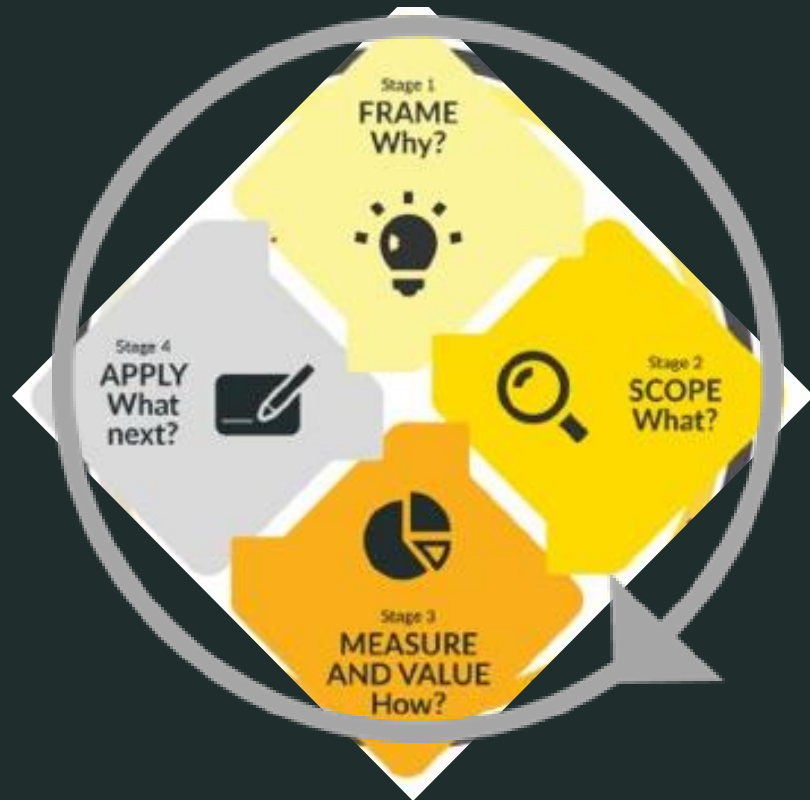 Stage 1
FRAME
Why?
Stage 2
SCOPE
What?
Stage 3
MEASURE
AND VALUE
How?
Stage 4
APPLY
What
next?